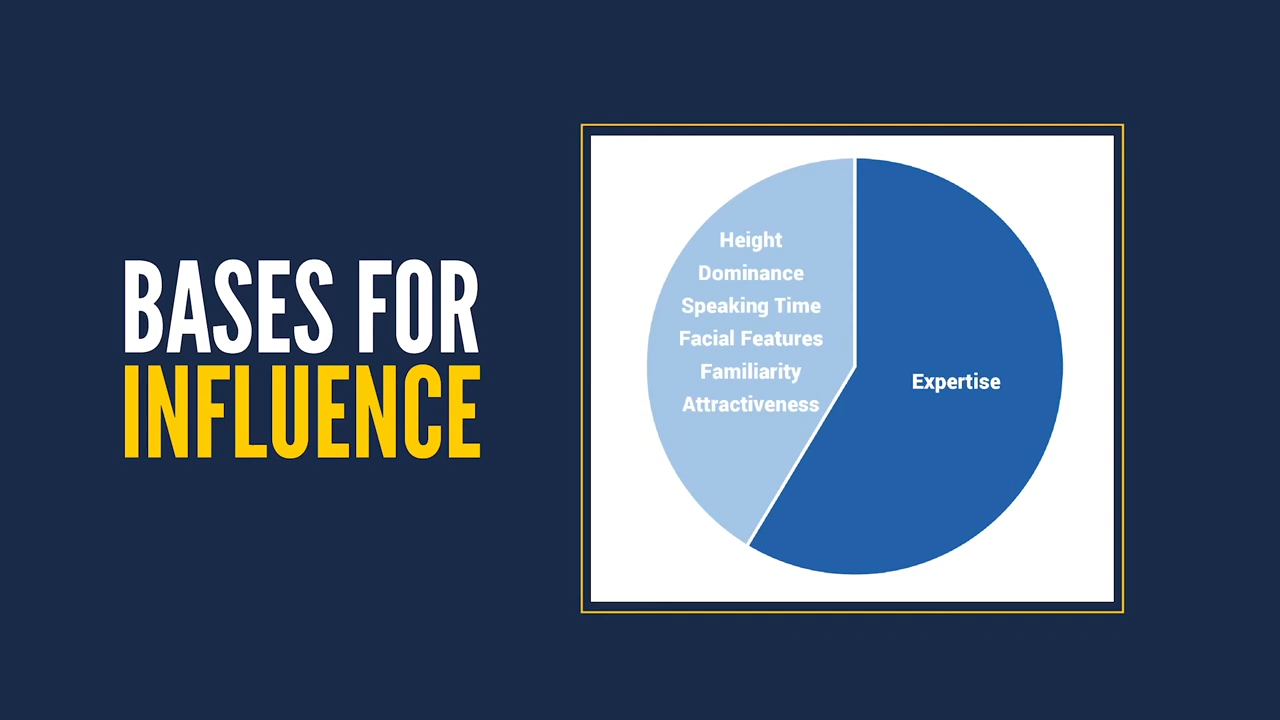 BASES FOR
INFLUENCE
Height
Dominance
Speaking Time
Facial Features
Familiarity
Attractiveness
Expertise